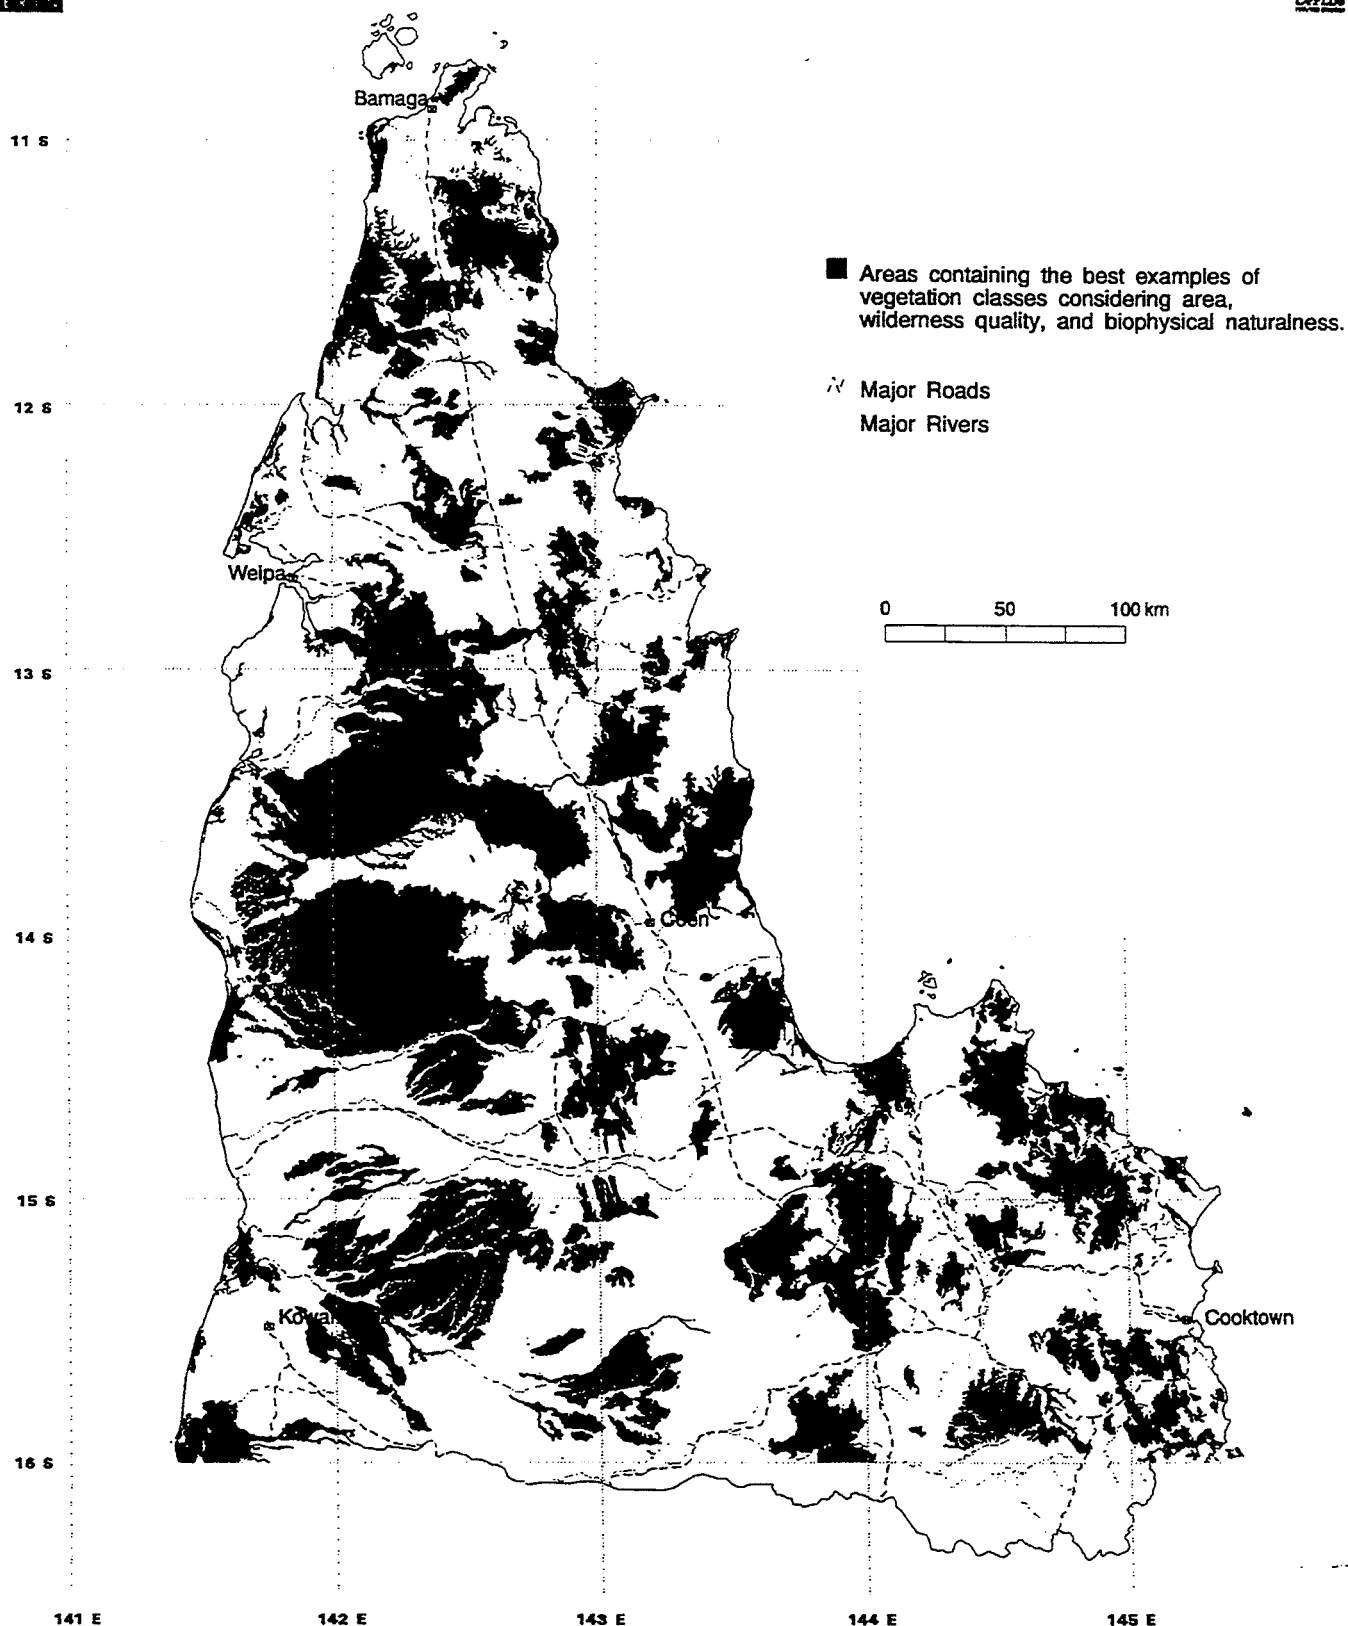 Bamaga
11 S
Areas containing the best examples of
vegetation classes considering area,
wilderness quality, and biophysical naturalness.
Major Roads
12 S
Major Rivers
Weipa
0 50 100 km
13 S
Coen
14 S
15 S
Cooktown
16 S
141 E 142 E 143 E 144 E 145 E